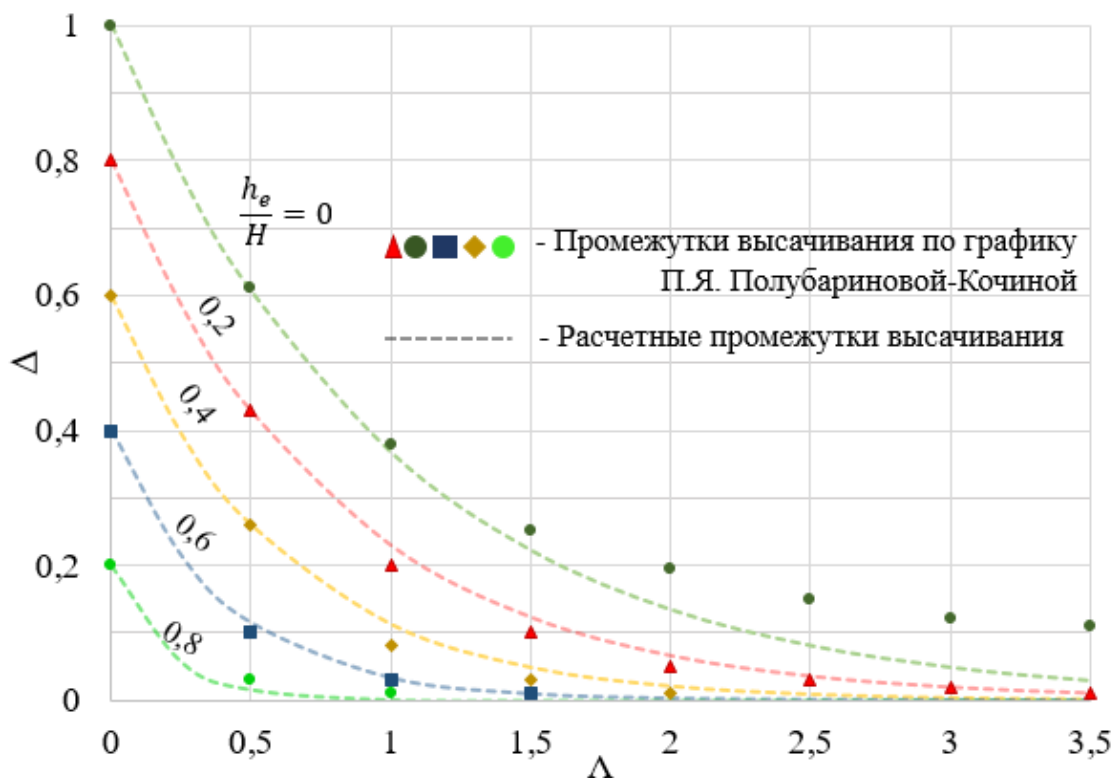 1
0,8
0,6
0,4
0,2
0
Δ
h_e/H = 0
0,2
0,4
0,6
0,8
- Промежутки высачивания по графику
П.Я. Полубариновой-Кочиной
- Расчетные промежутки высачивания
0 0,5 1 1,5 2 2,5 3 3,5
Λ